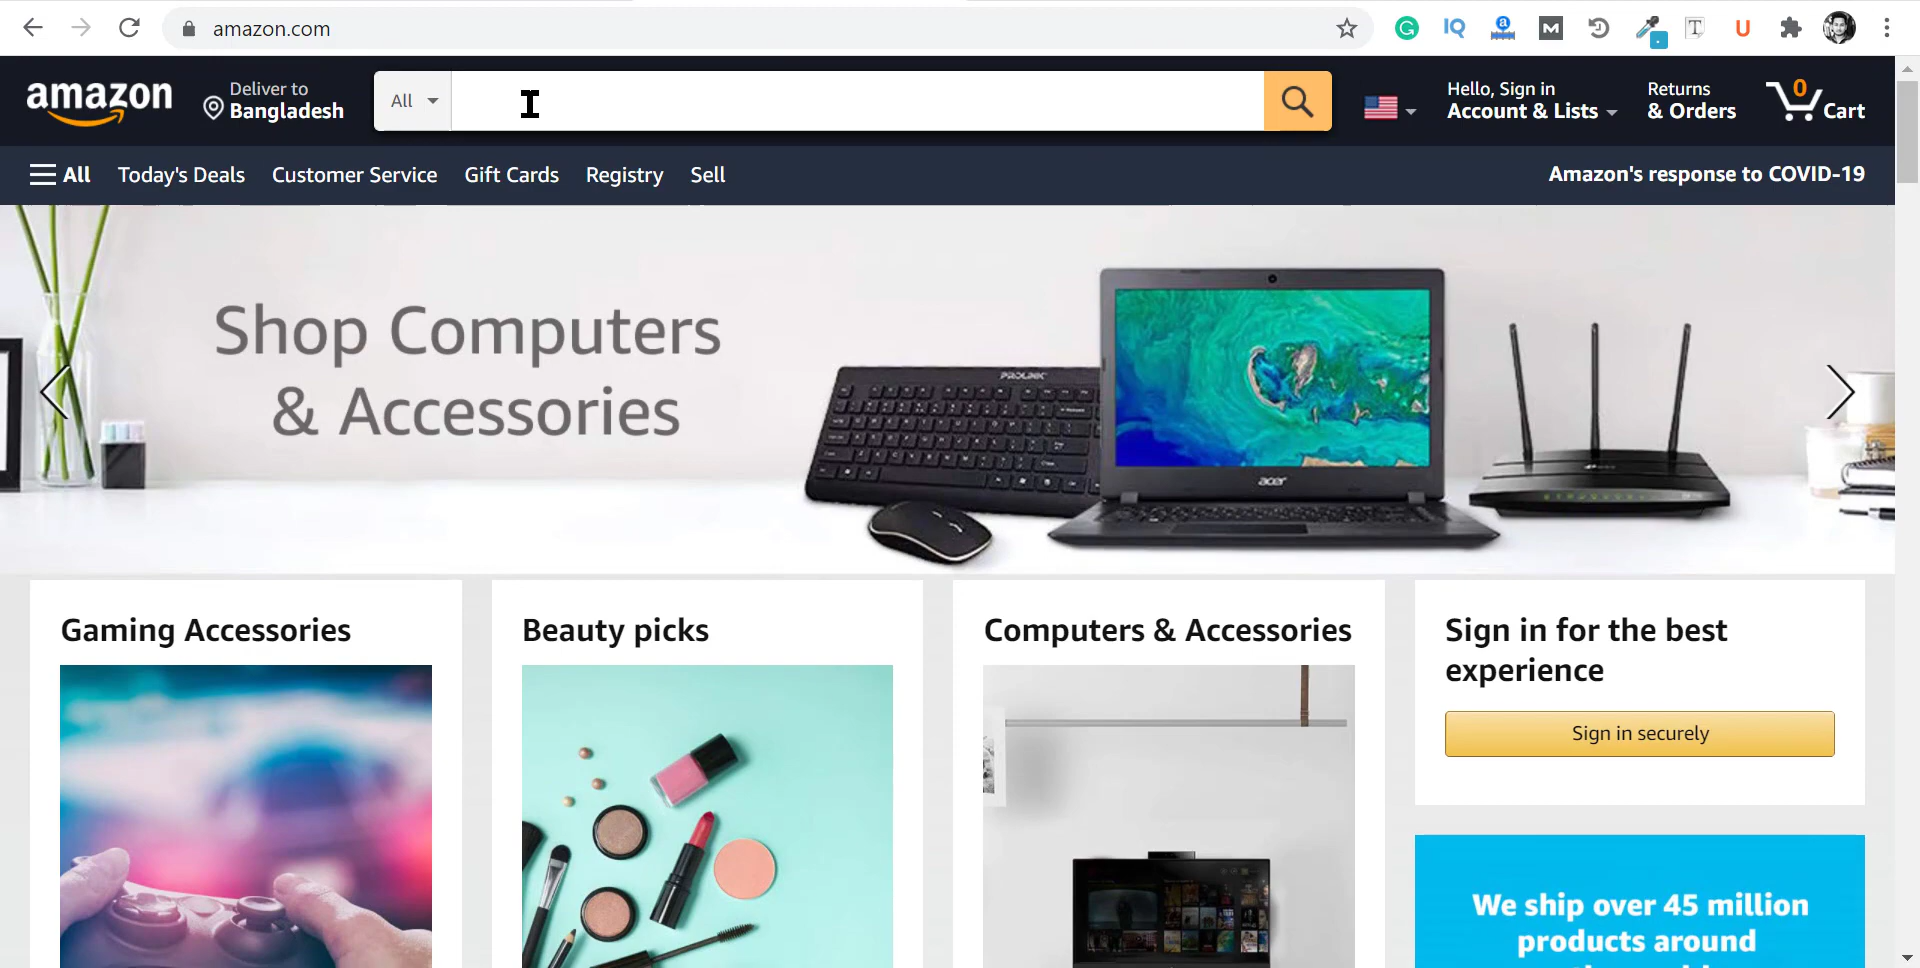 amazon.com
IQ
a
M
T
U
amazon
Deliver to
Bangladesh
All
Hello, Sign in
Account & Lists
Returns
& Orders
0
Cart
All
Today's Deals
Customer Service
Gift Cards
Registry
Sell
Amazon's response to COVID-19
Shop Computers
& Accessories
PROLiNK
acer
Gaming Accessories
Beauty picks
Computers & Accessories
Sign in for the best
experience
Sign in securely
We ship over 45 million
products around